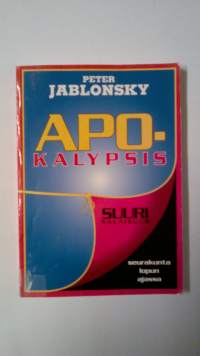 PETER
JABLONSKY
APO-
KALYPSIS
SUURI
seurakunta
lopun
ajassa